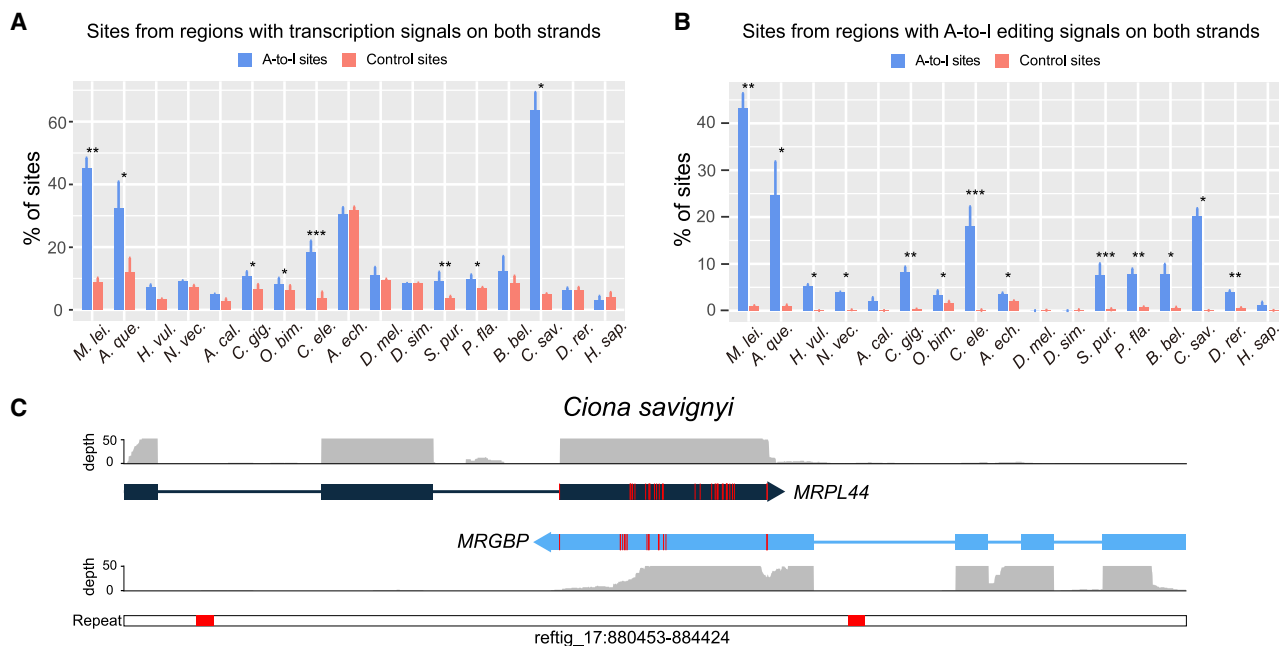 A
Sites from regions with transcription signals on both strands
A-to-I sites
Control sites
% of sites
60
40
20
0
**
*
*
*
***
**
*
*
M. lei.
A. que.
H. vul.
N. vec.
A. cal.
C. gig.
O. bim.
C. ele.
A. ech.
D. mel.
D. sim.
S. pur.
P. fla.
B. bel.
C. sav.
D. rer.
H. sap.
B
Sites from regions with A-to-I editing signals on both strands
A-to-I sites
Control sites
% of sites
40
30
20
10
0
**
*
*
*
**
*
***
*
***
**
*
*
**
M. lei.
A. que.
H. vul.
N. vec.
A. cal.
C. gig.
O. bim.
C. ele.
A. ech.
D. mel.
D. sim.
S. pur.
P. fla.
B. bel.
C. sav.
D. rer.
H. sap.
C
Ciona savignyi
depth
50
0
MRPL44
MRGBP
depth
50
0
Repeat
reftig_17:880453-884424